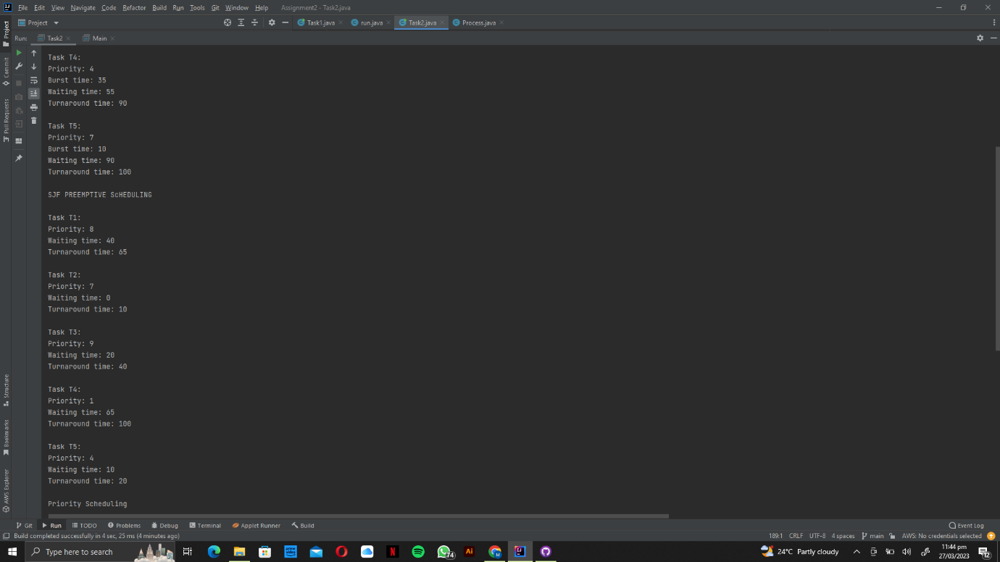 File Edit View Navigate Code Refactor Build Run Tools Git Window Help Assignment2 - Task2.java
Project Task1.java run.java Task2.java Process.java
Run: Task2 Main
Task T4:
Priority: 4
Burst time: 35
Waiting time: 55
Turnaround time: 90
Task T5:
Priority: 7
Burst time: 10
Waiting time: 90
Turnaround time: 100
SJF PREEMPTIVE ScHEDULING
Task T1:
Priority: 8
Waiting time: 40
Turnaround time: 65
Task T2:
Priority: 7
Waiting time: 0
Turnaround time: 10
Task T3:
Priority: 9
Waiting time: 20
Turnaround time: 40
Task T4:
Priority: 1
Waiting time: 65
Turnaround time: 100
Task T5:
Priority: 4
Waiting time: 10
Turnaround time: 20
Priority Scheduling
Project
Commit
Pull Requests
Structure
Bookmarks
AWS Explorer
Git Run TODO Problems Debug Terminal Applet Runner Build Event Log
Build completed successfully in 4 sec, 25 ms (4 minutes ago) 189:1 CRLF UTF-8 4 spaces main AWS: No credentials selected
Type here to search prime video N 74 Ai 24°C Partly cloudy 11:44 pm
27/03/2023 12